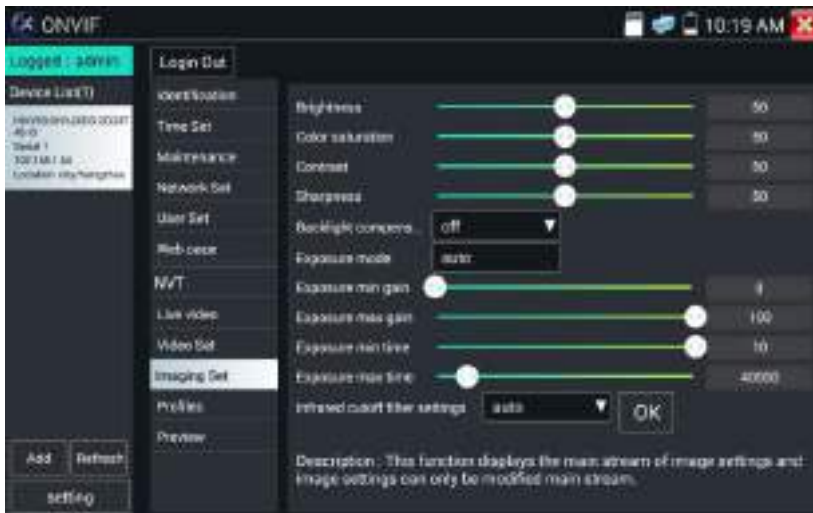 ONVIF
10:19 AM
Logged : admin
Login Out
Device List(1)
Identification
Time Set
Maintenance
Network Set
User Set
Web page
NVT
Live video
Video Set
Imaging Set
Profiles
Preview
Add
Refresh
setting
Brightness 50
Color saturation 50
Contrast 50
Sharpness 50
Backlight compens... off
Exposure mode auto
Exposure min gain 0
Exposure max gain 100
Exposure min time 10
Exposure max time 40000
Infrared cutoff filter settings auto OK
Description : This function displays the main stream of image settings and
image settings can only be modified main stream.